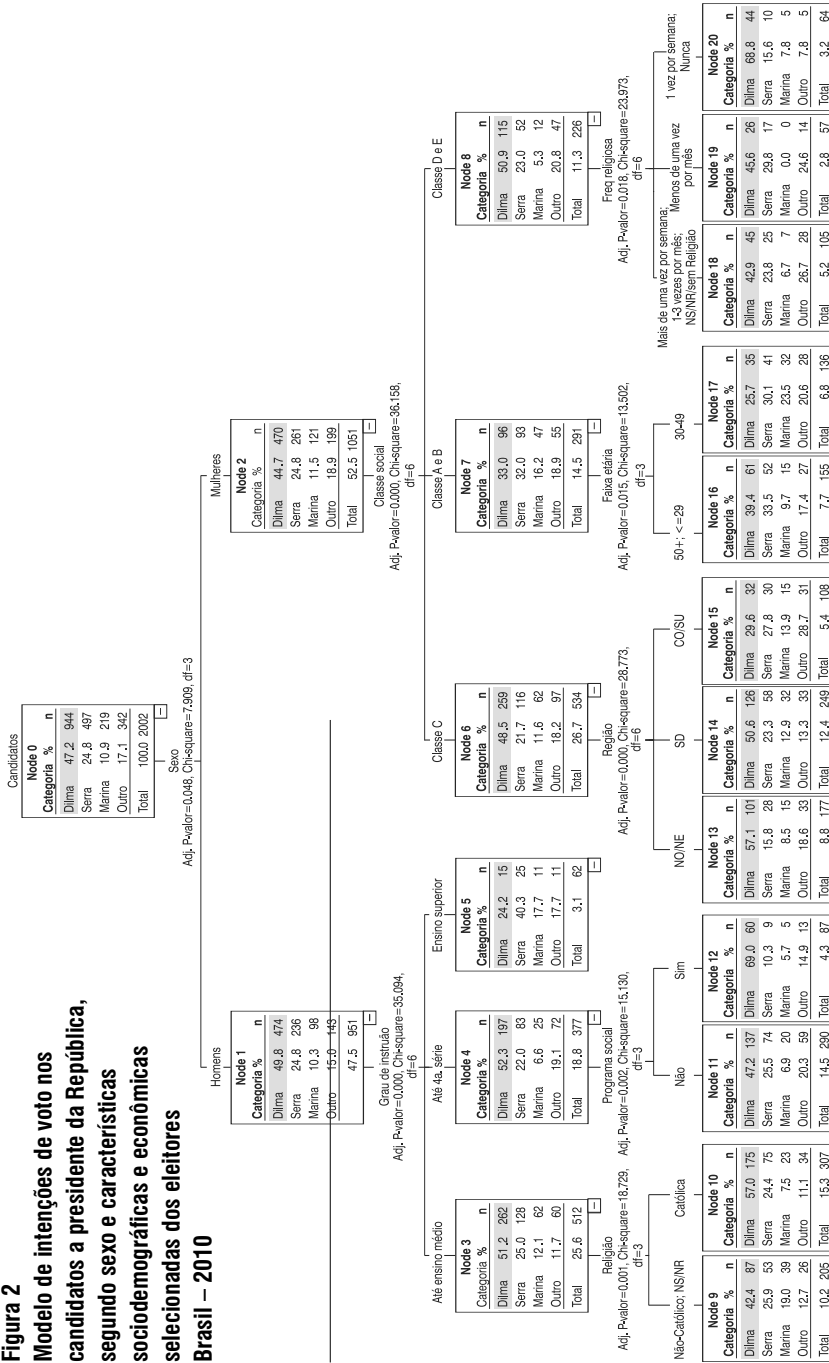 Figura 2
Modelo de intenções de voto nos
candidatos a presidente da República,
segundo sexo e características
sociodemográficas e econômicas
selecionadas dos eleitores
Brasil – 2010
Candidatos
Node 0
Categoria % n
Dilma 47.2 944
Serra 24.8 497
Marina 10.9 219
Outro 17.1 342
Total 100.0 2002
Sexo
Adj. P-valor=0.048, Chi-square=7.909, df=3
Homens
Node 1
Categoria % n
Dilma 49.8 474
Serra 24.8 236
Marina 10.3 98
Outro 15.0 143
47.5 951
Grau de instruão
Adj. P-valor=0.000, Chi-square=35.094,
df=6
Mulheres
Node 2
Categoria % n
Dilma 44.7 470
Serra 24.8 261
Marina 11.5 121
Outro 18.9 199
Total 52.5 1051
Classe social
Adj. P-valor=0.000, Chi-square=36.158,
df=6
Até ensino médio
Node 3
Categoria % n
Dilma 51.2 262
Serra 25.0 128
Marina 12.1 62
Outro 11.7 60
Total 25.6 512
Religião
Adj. P-valor=0.001, Chi-square=18.729,
df=3
Até 4a. série
Node 4
Categoria % n
Dilma 52.3 197
Serra 22.0 83
Marina 6.6 25
Outro 19.1 72
Total 18.8 377
Programa social
Adj. P-valor=0.002, Chi-square=15.130,
df=3
Ensino superior
Node 5
Categoria % n
Dilma 24.2 15
Serra 40.3 25
Marina 17.7 11
Outro 17.7 11
Total 3.1 62
Classe C
Node 6
Categoria % n
Dilma 48.5 259
Serra 21.7 116
Marina 11.6 62
Outro 18.2 97
Total 26.7 534
Região
Adj. P-valor=0.000, Chi-square=28.773,
df=6
Classe A e B
Node 7
Categoria % n
Dilma 33.0 96
Serra 32.0 93
Marina 16.2 47
Outro 18.9 55
Total 14.5 291
Faixa etária
Adj. P-valor=0.015, Chi-square=13.502,
df=3
Classe D e E
Node 8
Categoria % n
Dilma 50.9 115
Serra 23.0 52
Marina 5.3 12
Outro 20.8 47
Total 11.3 226
Freq religiosa
Adj. P-valor=0.018, Chi-square=23.973,
df=6
Não-Católico; NS/NR
Node 9
Categoria % n
Dilma 42.4 87
Serra 25.9 53
Marina 19.0 39
Outro 12.7 26
Total 10.2 205
Católica
Node 10
Categoria % n
Dilma 57.0 175
Serra 24.4 75
Marina 7.5 23
Outro 11.1 34
Total 15.3 307
Não
Node 11
Categoria % n
Dilma 47.2 137
Serra 25.5 74
Marina 6.9 20
Outro 20.3 59
Total 14.5 290
Sim
Node 12
Categoria % n
Dilma 69.0 60
Serra 10.3 9
Marina 5.7 5
Outro 14.9 13
Total 4.3 87
NO/NE
Node 13
Categoria % n
Dilma 57.1 101
Serra 15.8 28
Marina 8.5 15
Outro 18.6 33
Total 8.8 177
SD
Node 14
Categoria % n
Dilma 50.6 126
Serra 23.3 58
Marina 12.9 32
Outro 13.3 33
Total 12.4 249
CO/SU
Node 15
Categoria % n
Dilma 29.6 32
Serra 27.8 30
Marina 13.9 15
Outro 28.7 31
Total 5.4 108
50+; <=29
Node 16
Categoria % n
Dilma 39.4 61
Serra 33.5 52
Marina 9.7 15
Outro 17.4 27
Total 7.7 155
30-49
Node 17
Categoria % n
Dilma 25.7 35
Serra 30.1 41
Marina 23.5 32
Outro 20.6 28
Total 6.8 136
Mais de uma vez por semana;
1-3 vezes por mês;
NS/NR/sem Religião
Node 18
Categoria % n
Dilma 42.9 45
Serra 23.8 25
Marina 6.7 7
Outro 26.7 28
Total 5.2 105
Menos de uma vez
por mês
Node 19
Categoria % n
Dilma 45.6 26
Serra 29.8 17
Marina 0.0 0
Outro 24.6 14
Total 2.8 57
1 vez por semana;
Nunca
Node 20
Categoria % n
Dilma 68.8 44
Serra 15.6 10
Marina 7.8 5
Outro 7.8 5
Total 3.2 64